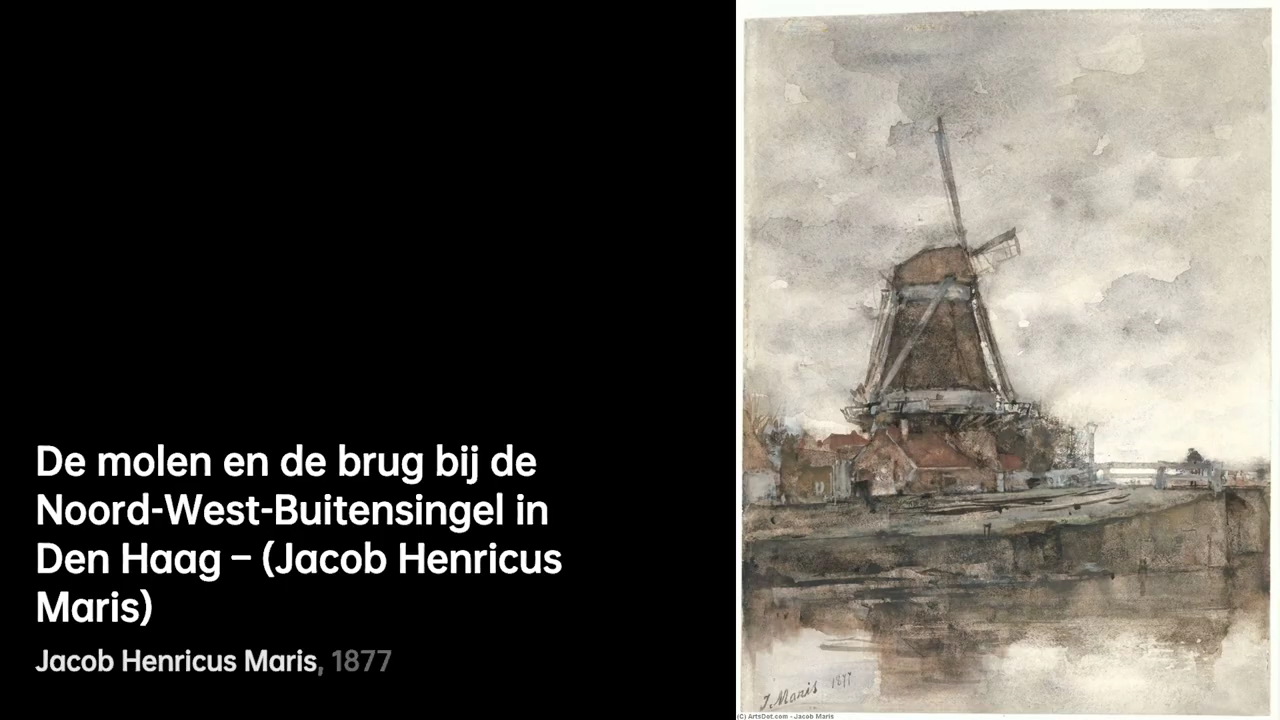 De molen en de brug bij de
Noord-West-Buitensingel in
Den Haag – (Jacob Henricus
Maris)
Jacob Henricus Maris, 1877
J. Maris 1877
(C) ArtsDot.com - Jacob Maris